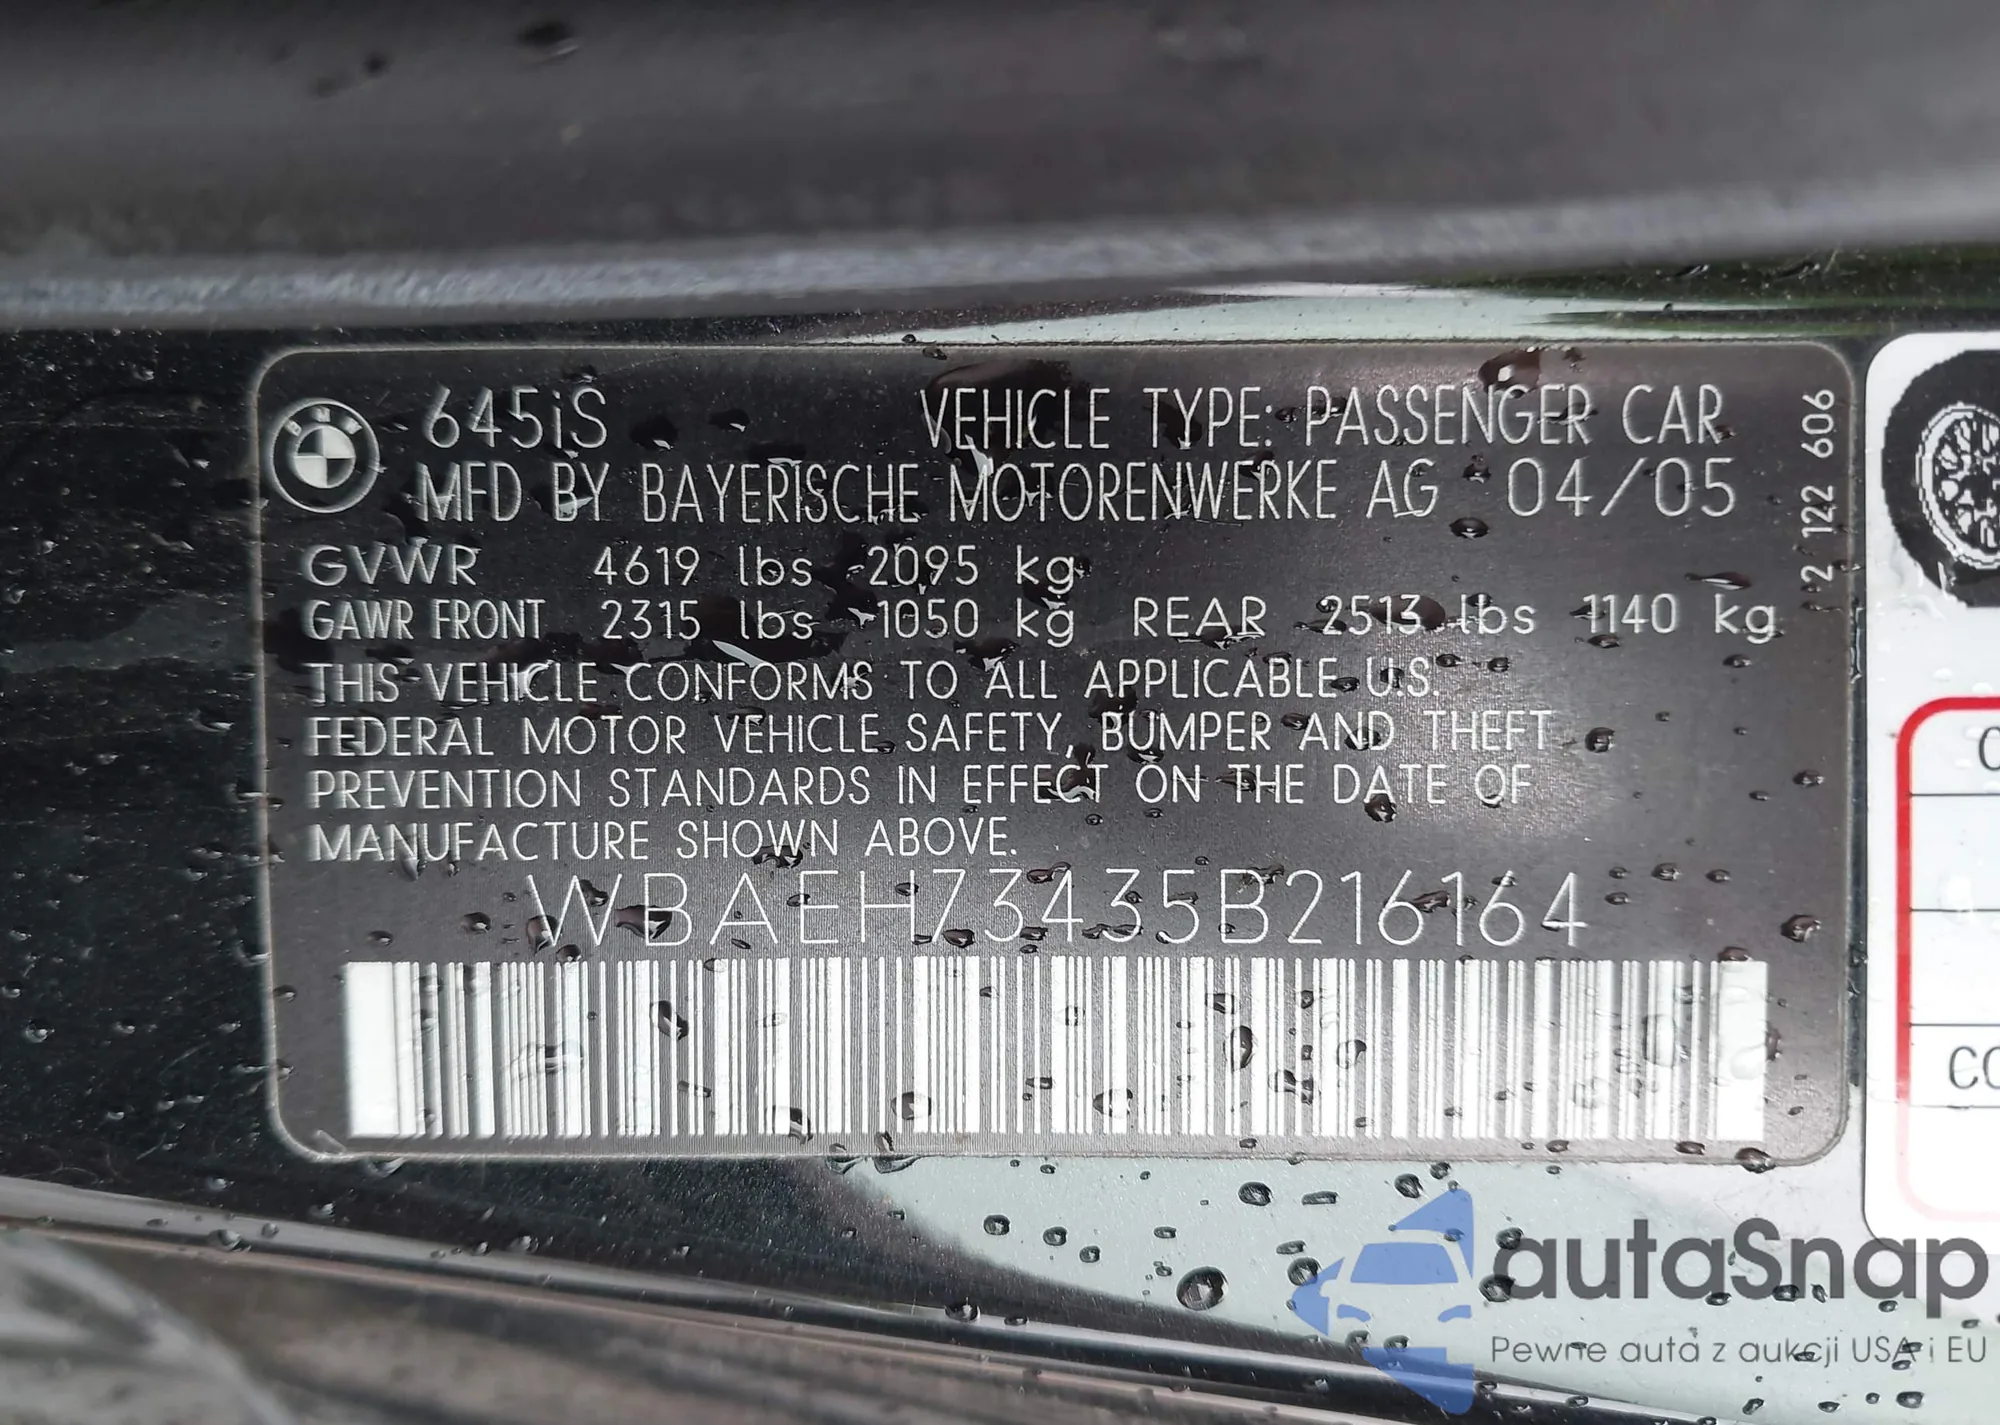 BMW
645iS VEHICLE TYPE: PASSENGER CAR
MFD BY BAYERISCHE MOTORENWERKE AG 04/05
GVWR 4619 lbs 2095 kg
GAWR FRONT 2315 lbs 1050 kg REAR 2513 lbs 1140 kg
THIS VEHICLE CONFORMS TO ALL APPLICABLE U.S.
FEDERAL MOTOR VEHICLE SAFETY, BUMPER AND THEFT
PREVENTION STANDARDS IN EFFECT ON THE DATE OF
MANUFACTURE SHOWN ABOVE.
WBAEH73435B216164
2 122 606
CO
autaSnap
Pewne auta z aukcji USA i EU